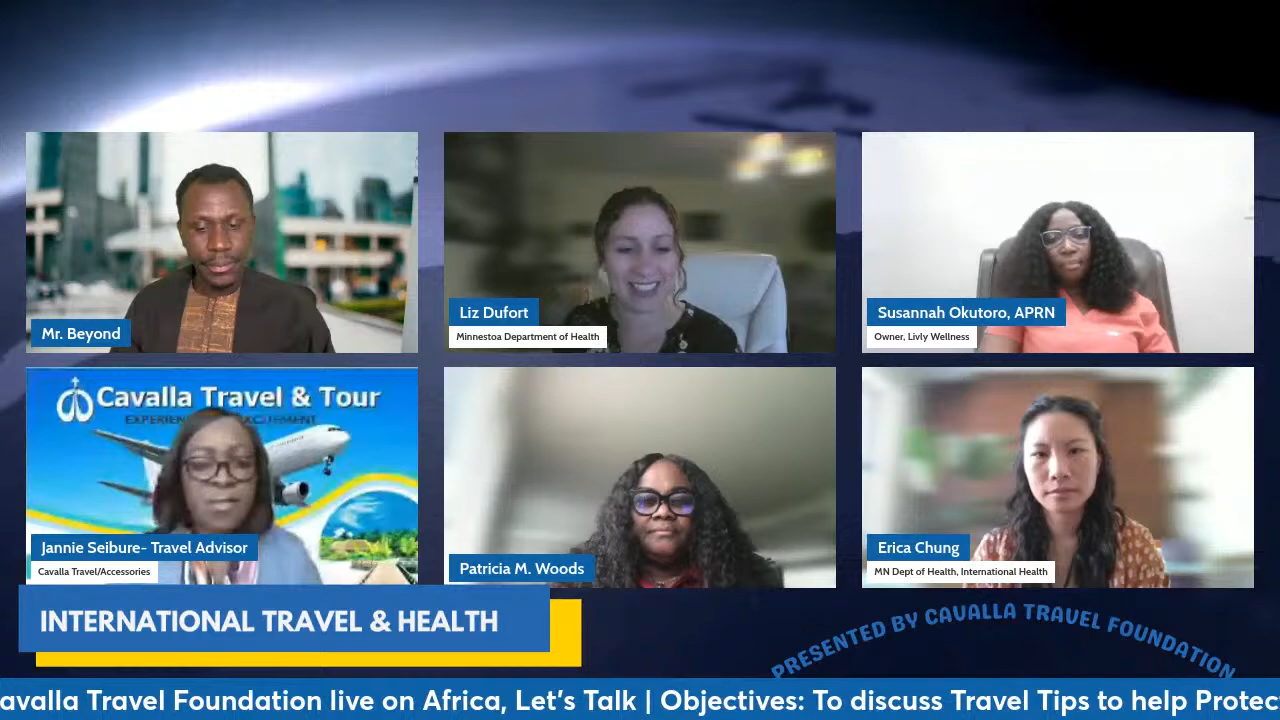 Mr. Beyond
Liz Dufort
Minnestoa Department of Health
Susannah Okutoro, APRN
Owner, Livly Wellness
Cavalla Travel & Tour
Jannie Seibure- Travel Advisor
Cavalla Travel/Accessories
Patricia M. Woods
Erica Chung
MN Dept of Health, International Health
INTERNATIONAL TRAVEL & HEALTH
PRESENTED BY CAVALLA TRAVEL FOUNDATION
avalla Travel Foundation live on Africa, Let's Talk | Objectives: To discuss Travel Tips to help Protec